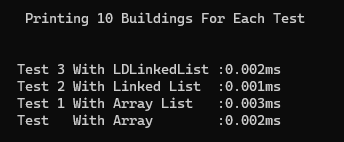 Printing 10 Buildings For Each Test
Test 3 With LDLinkedList :0.002ms
Test 2 With Linked List  :0.001ms
Test 1 With Array List   :0.003ms
Test   With Array        :0.002ms